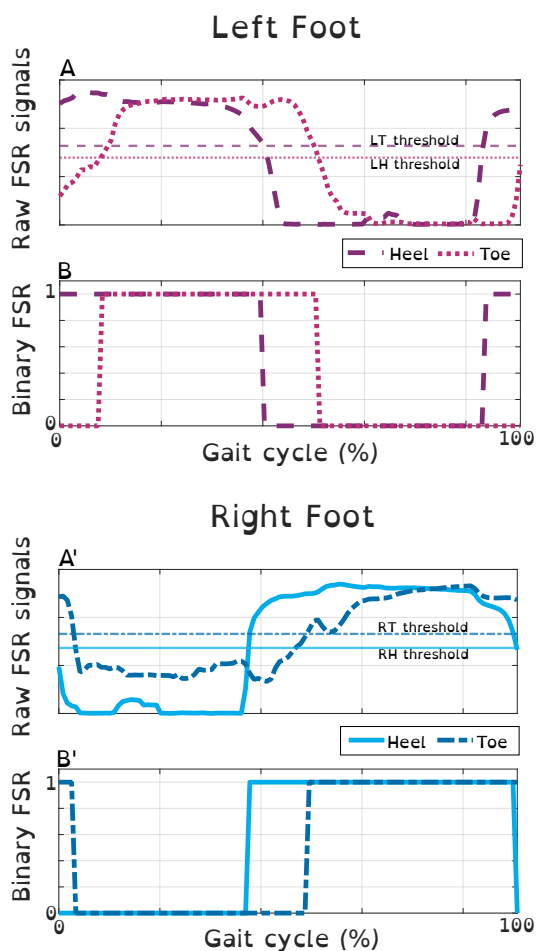 Left Foot
A
Raw FSR signals
LT threshold
LH threshold
Heel Toe
B
Binary FSR
1
0
0 100
Gait cycle (%)
Right Foot
A'
Raw FSR signals
RT threshold
RH threshold
Heel Toe
B'
Binary FSR
1
0
0 100
Gait cycle (%)